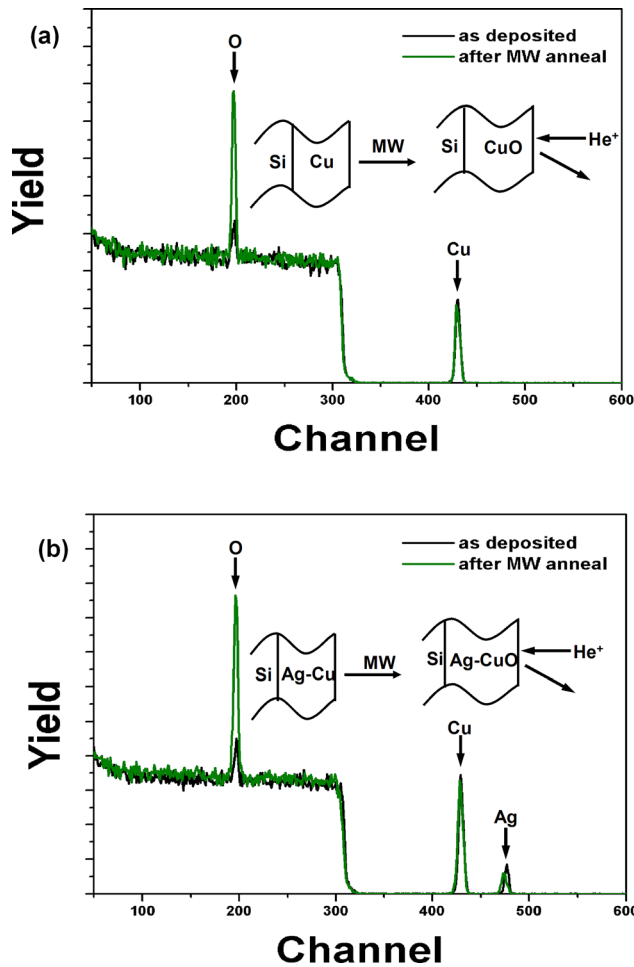 (a)
O
as deposited
after MW anneal
Si Cu
MW
Si CuO
He+
Cu
Yield
100 200 300 400 500 600
Channel
(b)
O
as deposited
after MW anneal
Si Ag-Cu
MW
Si Ag-CuO
He+
Cu
Ag
Yield
100 200 300 400 500 600
Channel